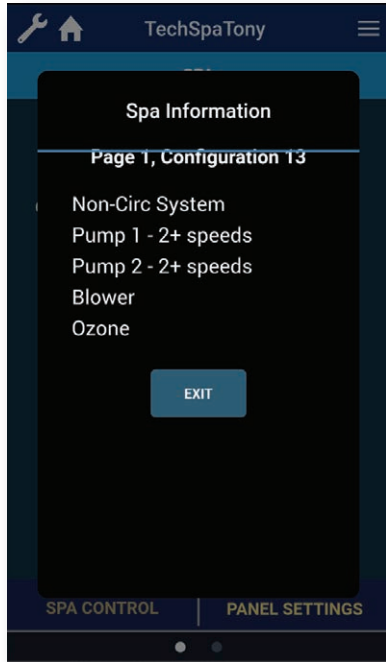 TechSpaTony
Spa Information
Page 1, Configuration 13
Non-Circ System
Pump 1 - 2+ speeds
Pump 2 - 2+ speeds
Blower
Ozone
EXIT
SPA CONTROL
PANEL SETTINGS